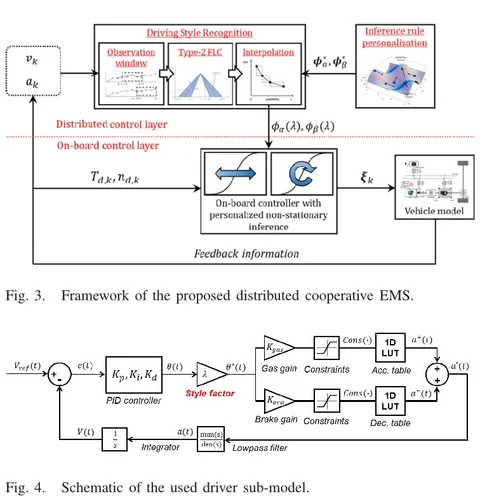 Driving Style Recognition
Observation window
Type-2 FLC
Interpolation
probability
Inference rule personalization
v_k
a_k
ϕ*_α, ϕ*_β
Distributed control layer
ϕ_α(λ), ϕ_β(λ)
On-board control layer
T_{d,k}, n_{d,k}
On-board controller with personalized non-stationary inference
ξ_k
Vehicle model
Feedback information
Fig. 3. Framework of the proposed distributed cooperative EMS.
V_ref(t)
+
-
e(t)
K_p, K_i, K_d
PID controller
θ(t)
λ
Style factor
θ*(t)
K_gas
Gas gain
Constraints
Cons(·)
1D LUT
Acc. table
a⁺(t)
Brake gain
Constraints
Cons(·)
1D LUT
Dec. table
a⁻(t)
+
+
V(t)
1
s
Integrator
a(t)
num(s)
den(s)
Lowpass filter
Fig. 4. Schematic of the used driver sub-model.